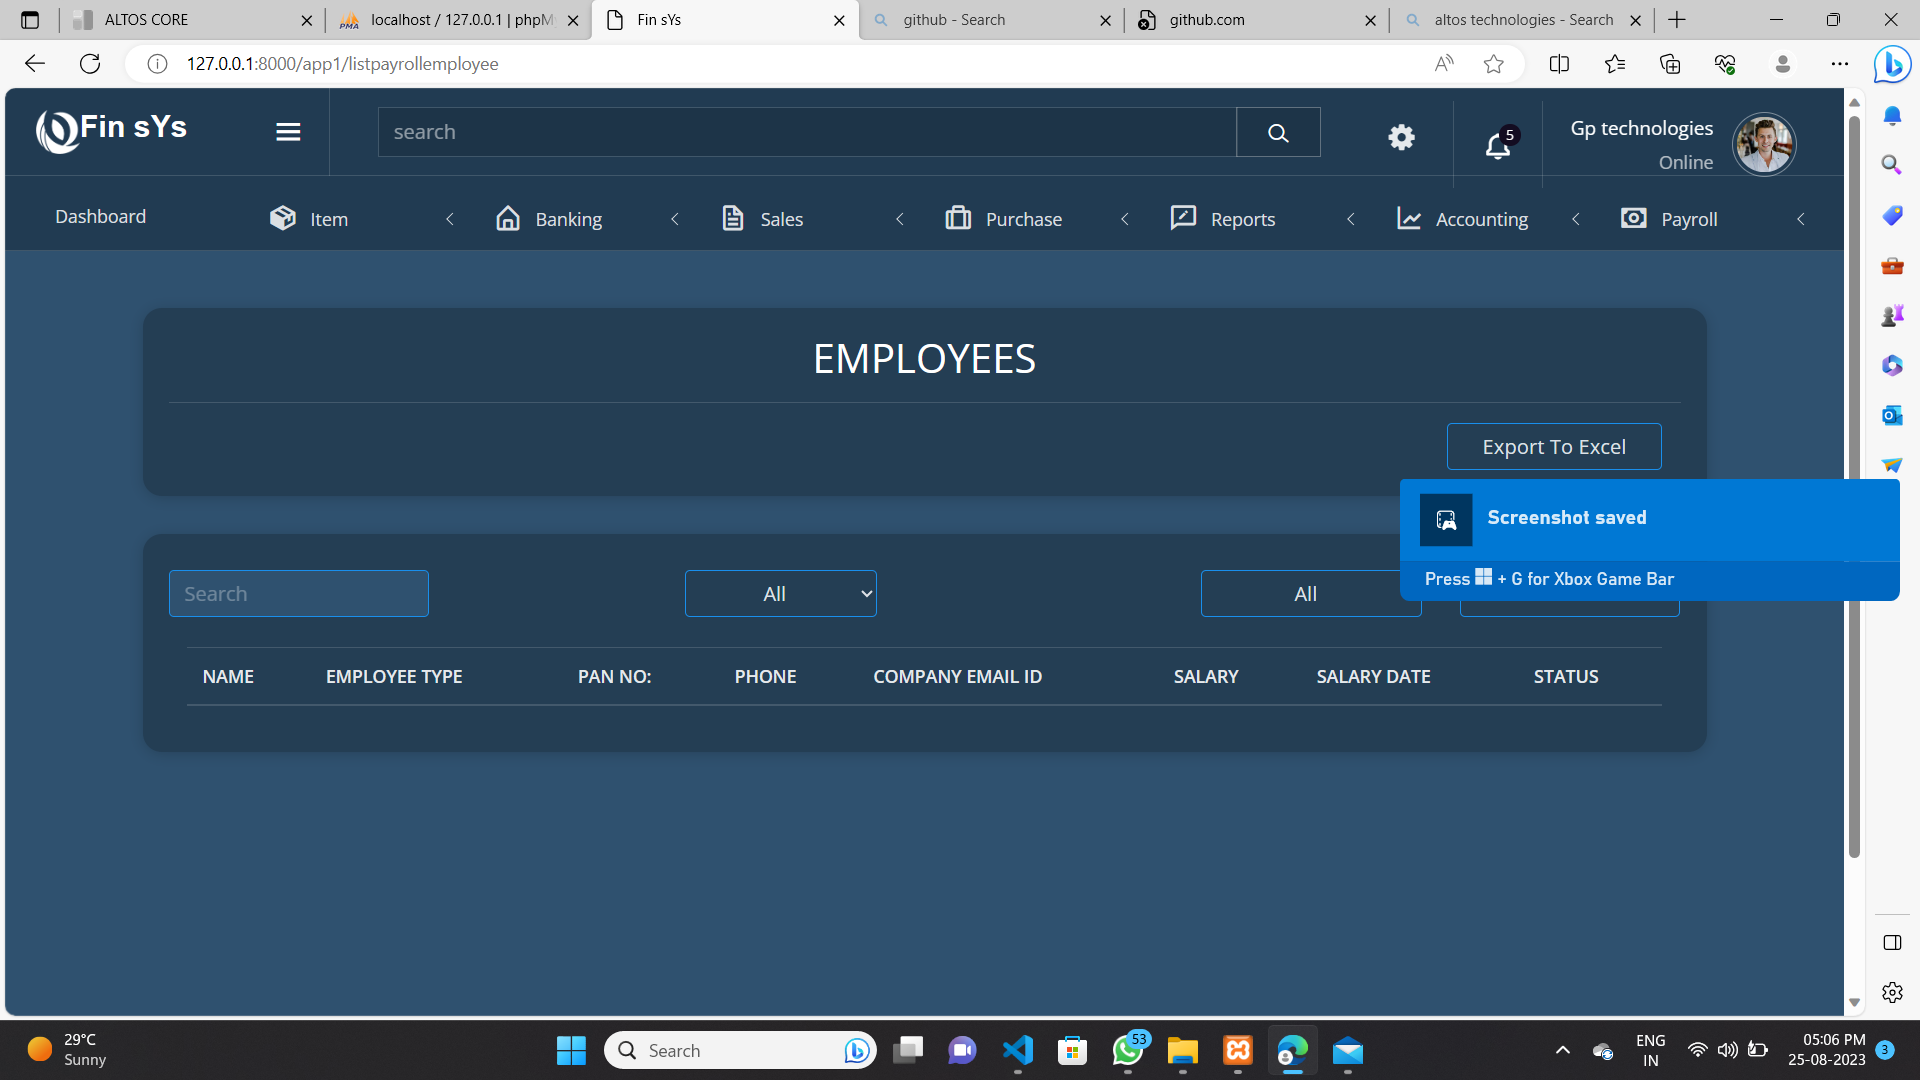 ALTOS CORE
localhost / 127.0.0.1 | phpM
Fin sYs
github - Search
github.com
altos technologies - Search
127.0.0.1:8000/app1/listpayrollemployee
Fin sYs
search
5
Gp technologies
Online
Dashboard
Item
Banking
Sales
Purchase
Reports
Accounting
Payroll
EMPLOYEES
Export To Excel
Screenshot saved
Press + G for Xbox Game Bar
Search
All
All
NAME
EMPLOYEE TYPE
PAN NO:
PHONE
COMPANY EMAIL ID
SALARY
SALARY DATE
STATUS
29°C
Sunny
Search
53
ENG
IN
05:06 PM
25-08-2023
3